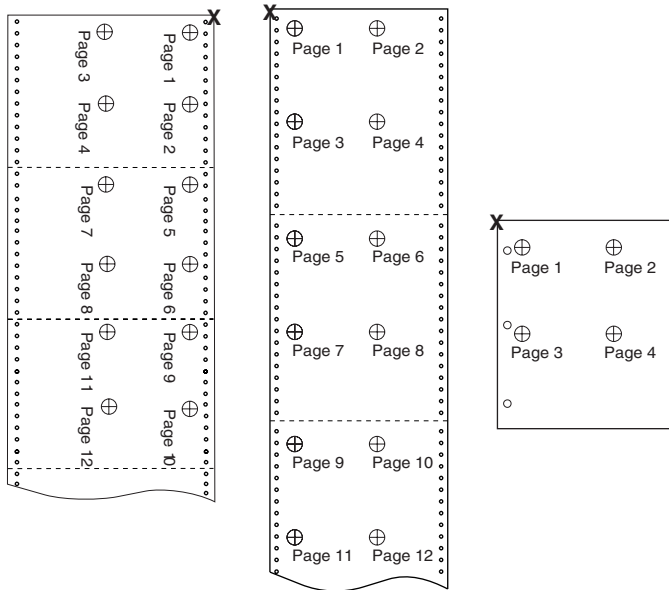 X
Page 1
Page 2
Page 3
Page 4
Page 5
Page 6
Page 7
Page 8
Page 9
Page 10
Page 11
Page 12
X
Page 1 Page 2
Page 3 Page 4
Page 5 Page 6
Page 7 Page 8
Page 9 Page 10
Page 11 Page 12
X
Page 1 Page 2
Page 3 Page 4